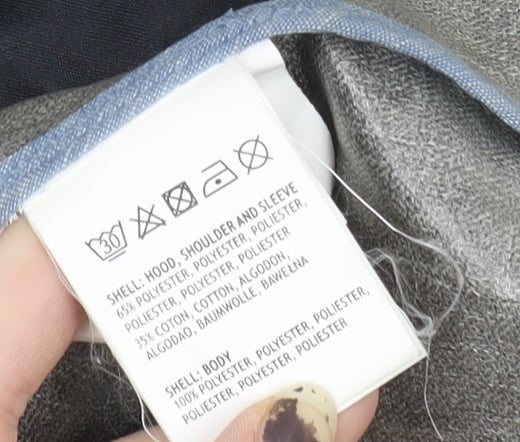 30
SHELL: HOOD, SHOULDER AND SLEEVE
65% POLYESTER, POLYESTER, POLYESTER,
POLIESTER, POLYESTER, POLIESTER
35% COTON, COTTON, ALGODON,
ALGODAO, BAUMWOLLE, BAWEŁNA
SHELL: BODY
100% POLYESTER, POLYESTER, POLYESTER,
POLIESTER, POLYESTER, POLIESTER